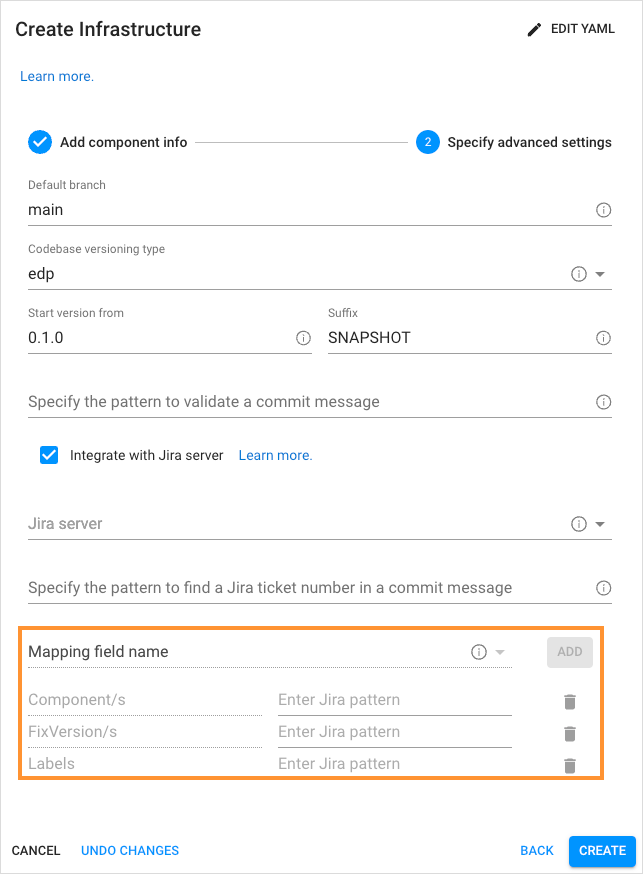 Create Infrastructure
EDIT YAML
Learn more.
Add component info
2
Specify advanced settings
Default branch
main
Codebase versioning type
edp
Start version from
Suffix
0.1.0
SNAPSHOT
Specify the pattern to validate a commit message
Integrate with Jira server Learn more.
Jira server
Specify the pattern to find a Jira ticket number in a commit message
Mapping field name
ADD
Component/s
Enter Jira pattern
FixVersion/s
Enter Jira pattern
Labels
Enter Jira pattern
CANCEL
UNDO CHANGES
BACK
CREATE